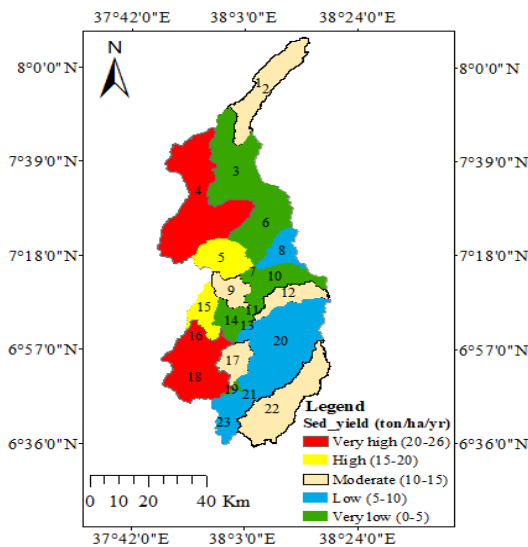 37°42'0"E 38°3'0"E 38°24'0"E
N
8°0'0"N 8°0'0"N
1
2
7°39'0"N 7°39'0"N
3
4
6
7°18'0"N 7°18'0"N
5 8
7 10
9 12
15 11
14 13
16 20
6°57'0"N 6°57'0"N
17
18
19 21
22
23
Legend
Sed_yield (ton/ha/yr)
Very high (20-26)
High (15-20)
Moderate (10-15)
Low (5-10)
Very low (0-5)
6°36'0"N 6°36'0"N
0 10 20 40
Km
37°42'0"E 38°3'0"E 38°24'0"E